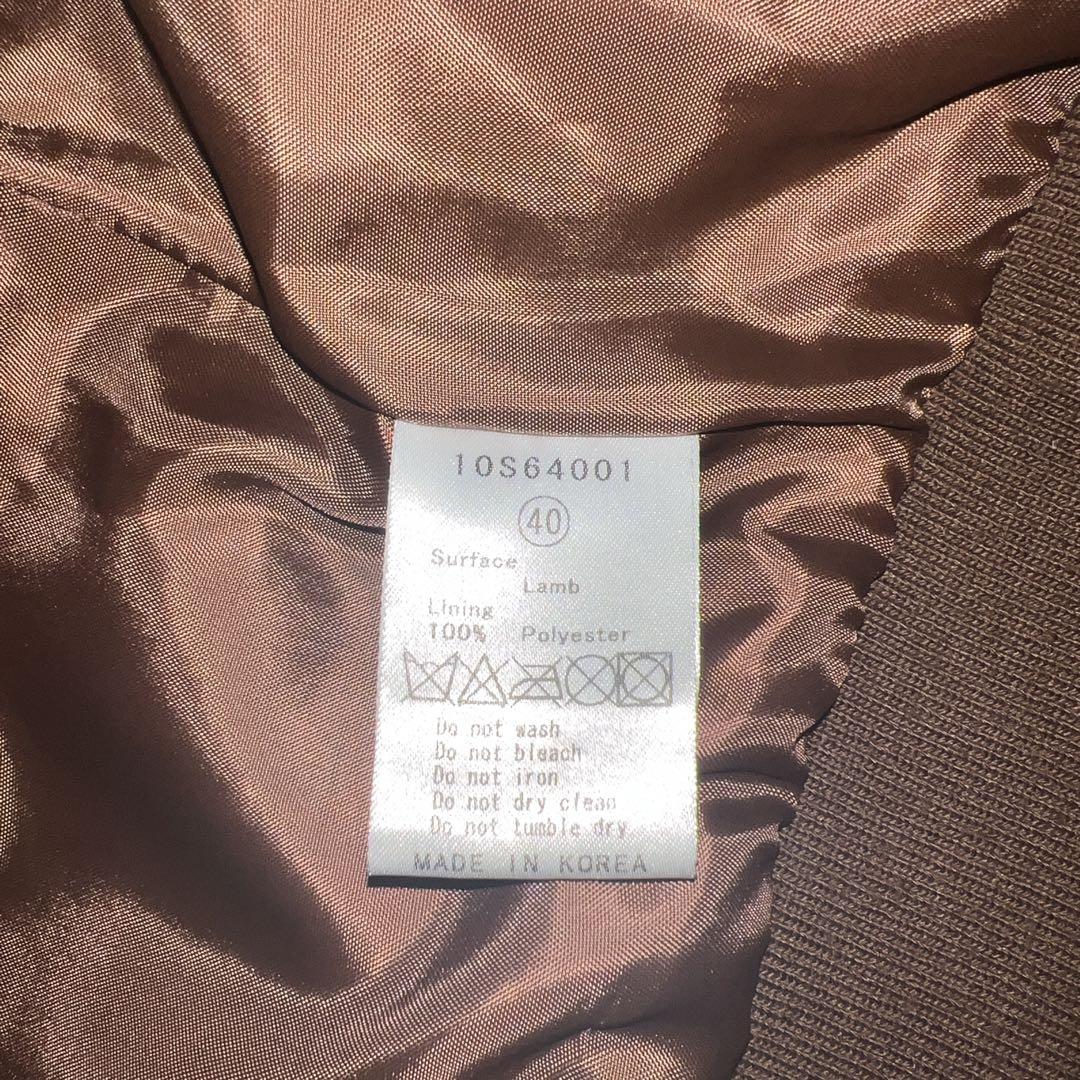 10S64001
40
Surface
Lamb
Lining
100% Polyester
Do not wash
Do not bleach
Do not iron
Do not dry clean
Do not tumble dry
MADE IN KOREA